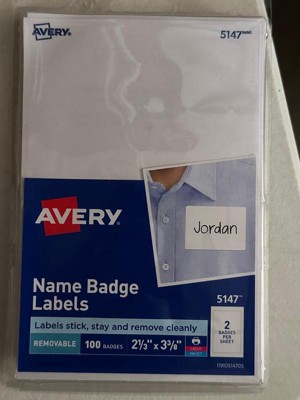 AVERY 5147
AVERY
Jordan
Name Badge
Labels
5147
Labels stick, stay and remove cleanly
REMOVABLE 100 BADGES 2⅓" x 3⅜"
2
BADGES
PER
SHEET